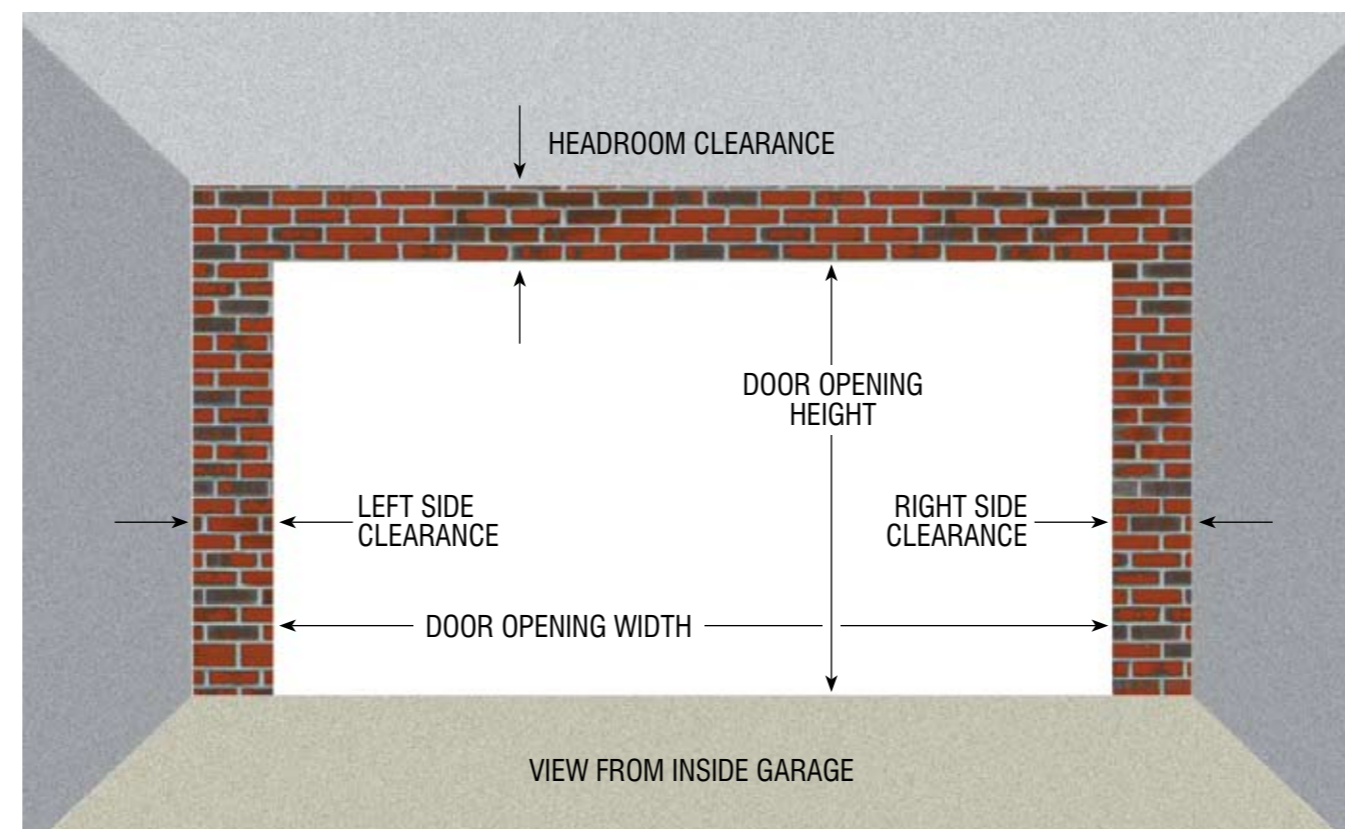 HEADROOM CLEARANCE
DOOR OPENING
HEIGHT
LEFT SIDE
CLEARANCE
RIGHT SIDE
CLEARANCE
DOOR OPENING WIDTH
VIEW FROM INSIDE GARAGE